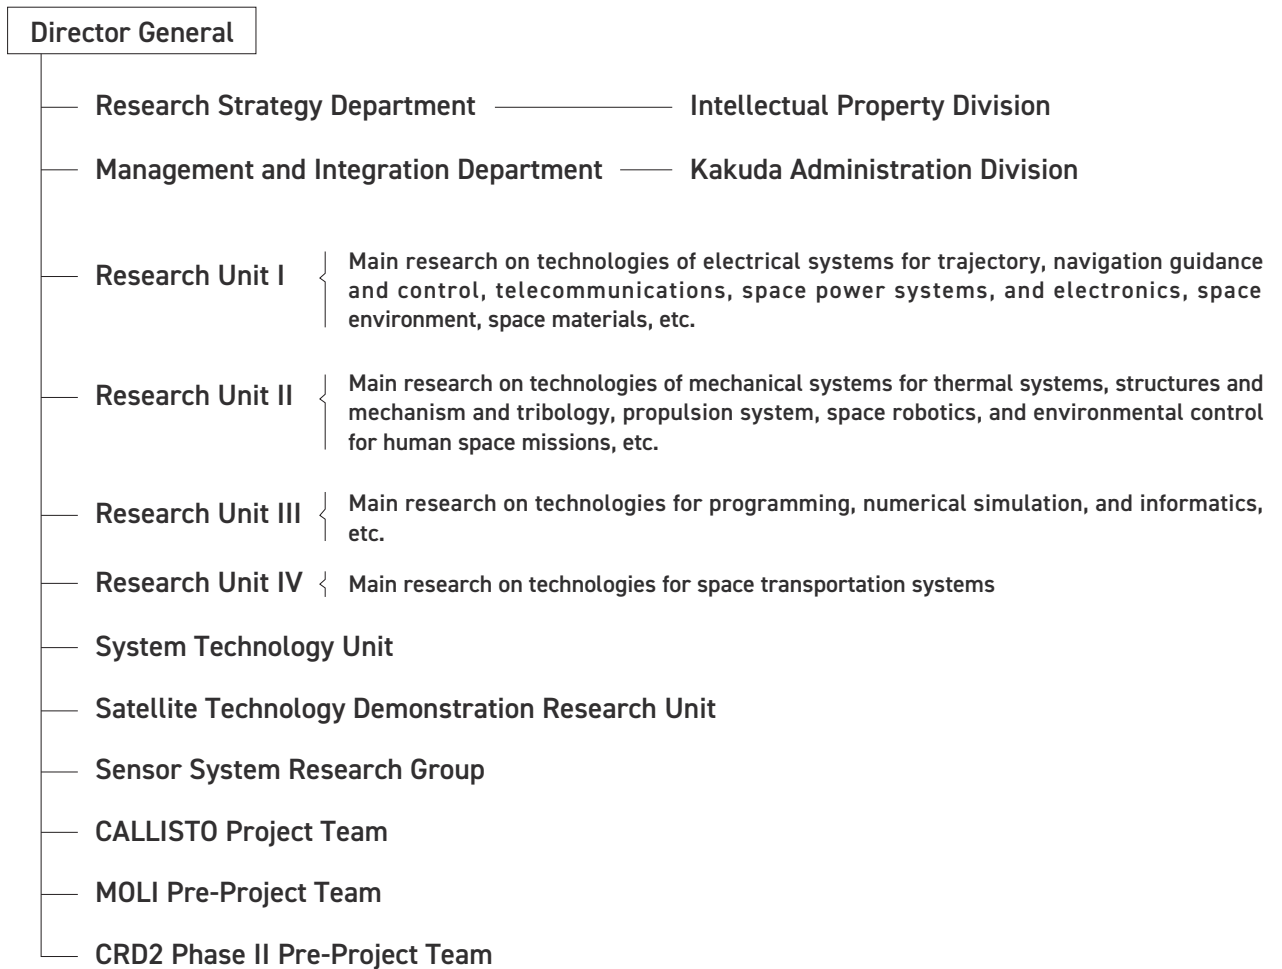 Director General
Research Strategy Department Intellectual Property Division
Management and Integration Department Kakuda Administration Division
Research Unit I
Main research on technologies of electrical systems for trajectory, navigation guidance
and control, telecommunications, space power systems, and electronics, space
environment, space materials, etc.
Research Unit II
Main research on technologies of mechanical systems for thermal systems, structures and
mechanism and tribology, propulsion system, space robotics, and environmental control
for human space missions, etc.
Research Unit III
Main research on technologies for programming, numerical simulation, and informatics,
etc.
Research Unit IV Main research on technologies for space transportation systems
System Technology Unit
Satellite Technology Demonstration Research Unit
Sensor System Research Group
CALLISTO Project Team
MOLI Pre-Project Team
CRD2 Phase II Pre-Project Team